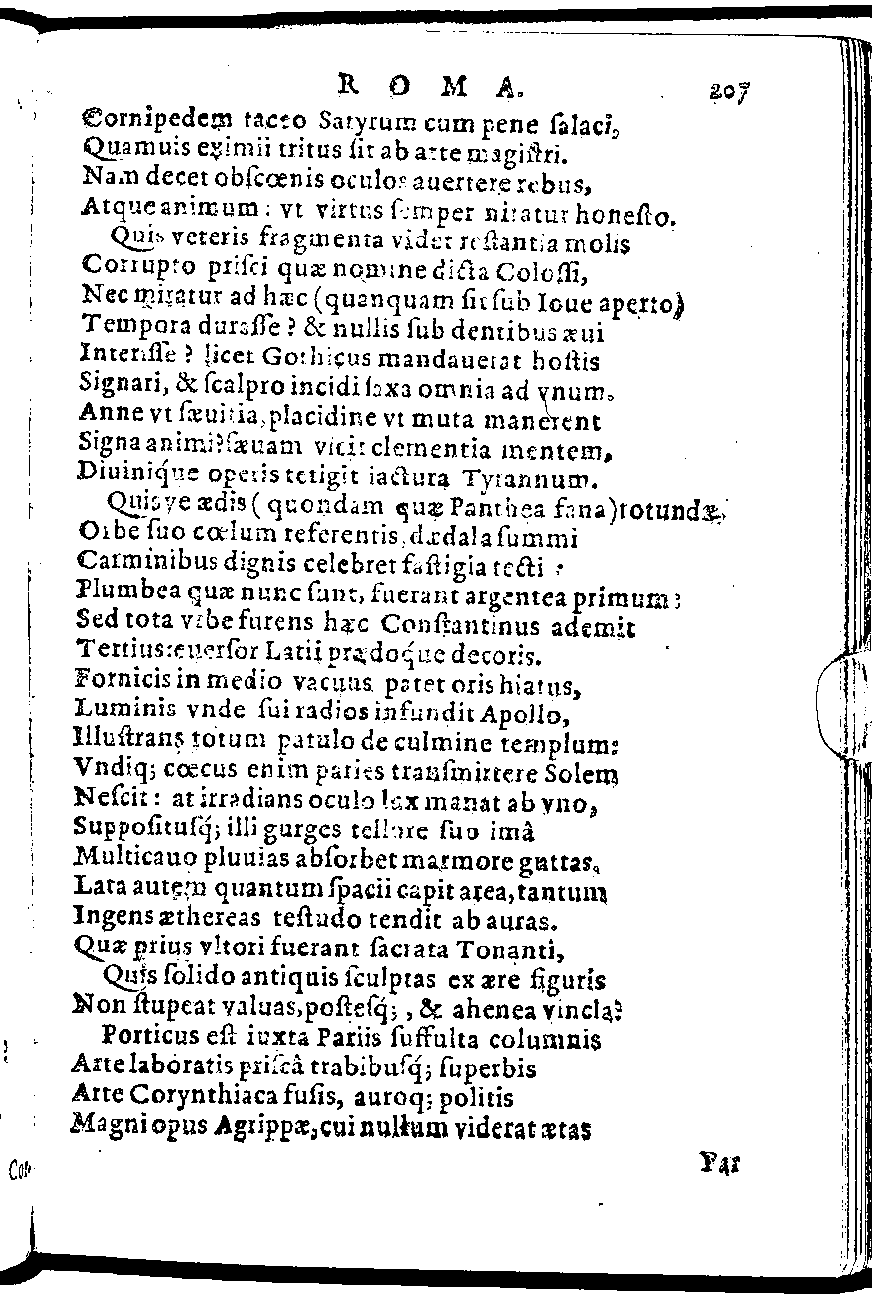 R O M A. 207
Cornipedem tacto Satyrum cum pene ſalaci,
Quamuis eximii tritus ſit ab arte magiſtri.
Nam decet obſcœnis oculos auertere rebus,
Atque animum: vt virtus ſemper nitatur honeſto.
Quis veteris fragmenta videt reſtantia molis
Corrupto priſci quæ nomine dicta Coloſſi,
Nec miratur ad hæc (quanquam ſit ſub Ioue aperto)
Tempora duraſſe? & nullis ſub dentibus æui
Interiſſe? licet Gothicus mandauerat hoſtis
Signari, & ſcalpro incidi ſaxa omnia ad vnum.
Anne vt ſæuitia, placidine vt muta manerent
Signa animi? ſæuam vicit clementia mentem,
Diuiniq́ue operis tetigit iactura Tyrannum.
Quisve ædis (quondam quæ Panthea fana) rotundæ,
Orbe ſuo cœlum referentis, dædala ſummi
Carminibus dignis celebret faſtigia tecti?
Plumbea quæ nunc ſunt, fuerant argentea primum:
Sed tota vrbe furens hæc Conſtantinus ademit
Tertius: euerſor Latii prædoq́ue decoris.
Fornicis in medio vacuus patet oris hiatus,
Luminis vnde ſui radios infundit Apollo,
Illuſtrans totum patulo de culmine templum:
Vndiq; cœcus enim paries tranſmittere Solem
Neſcit: at irradians oculo lux manat ab vno,
Suppoſituſq́; illi gurges tellure ſuo imâ
Multicauo pluuias abſorbet marmore guttas,
Lata autem quantum ſpacii capit area, tantum
Ingens æthereas teſtudo tendit ab auras.
Quæ prius vltori fuerant ſacrata Tonanti,
Quis ſolido antiquis ſculptas ex ære figuris
Non ſtupeat valuas, poſteſq́;, & ahenea vincla?
Porticus eſt iuxta Pariis ſuffulta columnis
Arte laboratis priſcâ trabibuſq́; ſuperbis
Arte Corynthiaca fuſis, auroq; politis
Magni opus Agrippæ, cui nullum viderat ætas
Par